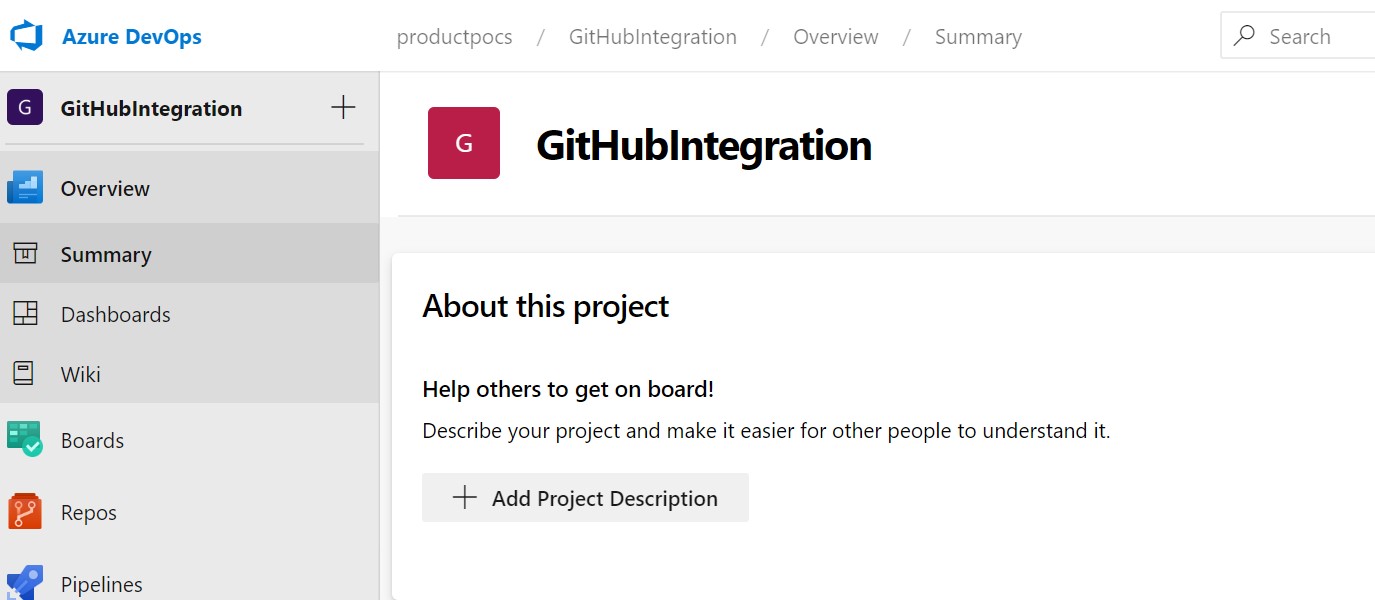 Azure DevOps
productpocs / GitHubIntegration / Overview / Summary
Search
G GitHubIntegration
G GitHubIntegration
Overview
Summary
Dashboards
Wiki
Boards
Repos
Pipelines
About this project
Help others to get on board!
Describe your project and make it easier for other people to understand it.
Add Project Description